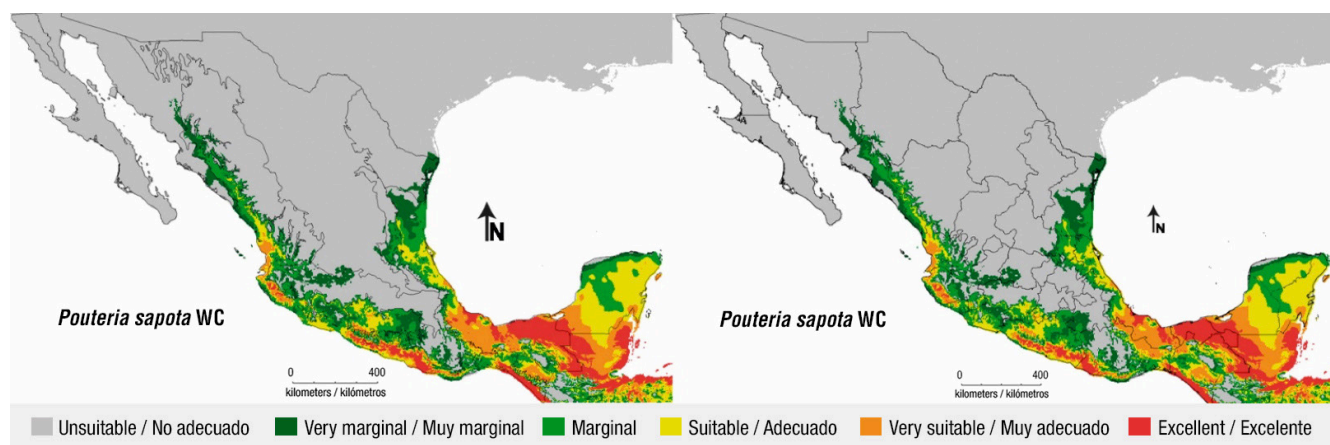 N
Pouteria sapota WC
0 400
kilometers / kilómetros
N
Pouteria sapota WC
0 400
kilometers / kilómetros
Unsuitable / No adecuado Very marginal / Muy marginal Marginal Suitable / Adecuado Very suitable / Muy adecuado Excellent / Excelente